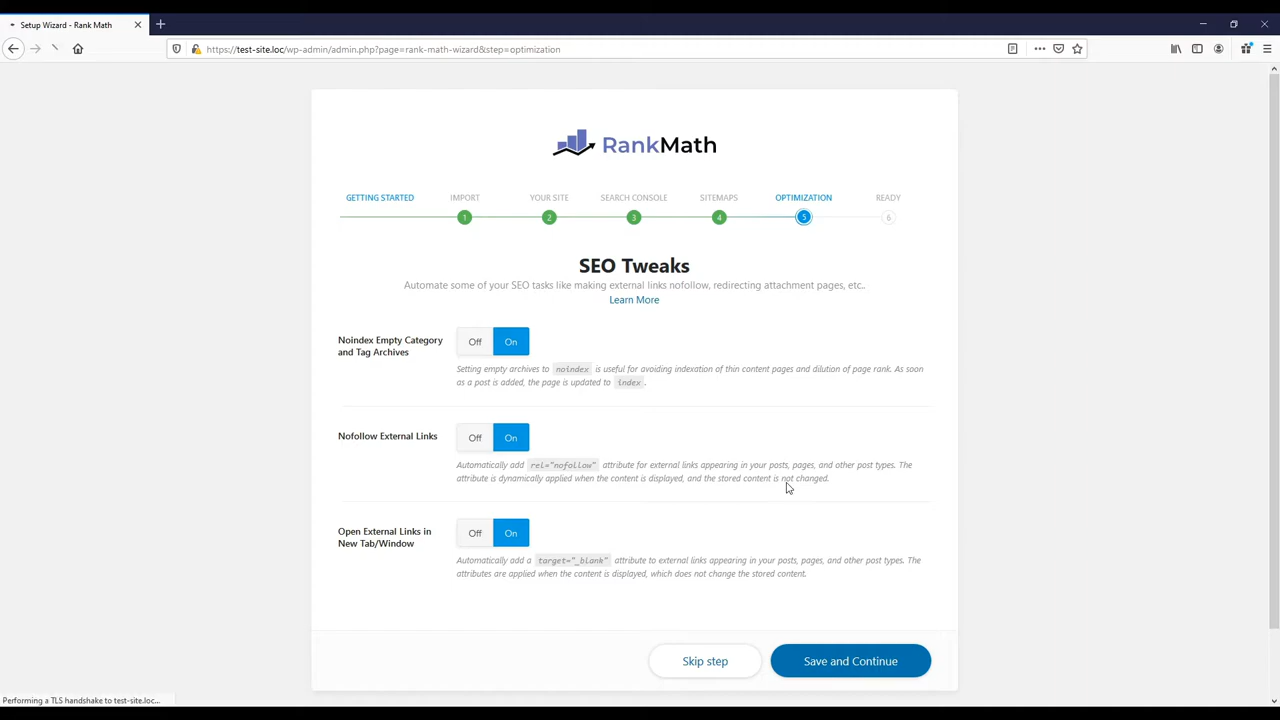 Setup Wizard - Rank Math
https://test-site.loc/wp-admin/admin.php?page=rank-math-wizard&step=optimization
RankMath
GETTING STARTED IMPORT YOUR SITE SEARCH CONSOLE SITEMAPS OPTIMIZATION READY
1 2 3 4 5 6
SEO Tweaks
Automate some of your SEO tasks like making external links nofollow, redirecting attachment pages, etc..
Learn More
Noindex Empty Category
and Tag Archives
Off On
Setting empty archives to noindex is useful for avoiding indexation of thin content pages and dilution of page rank. As soon
as a post is added, the page is updated to index .
Nofollow External Links
Off On
Automatically add rel="nofollow" attribute for external links appearing in your posts, pages, and other post types. The
attribute is dynamically applied when the content is displayed, and the stored content is not changed.
Open External Links in
New Tab/Window
Off On
Automatically add a target="_blank" attribute to external links appearing in your posts, pages, and other post types. The
attributes are applied when the content is displayed, which does not change the stored content.
Skip step Save and Continue
Performing a TLS handshake to test-site.loc...